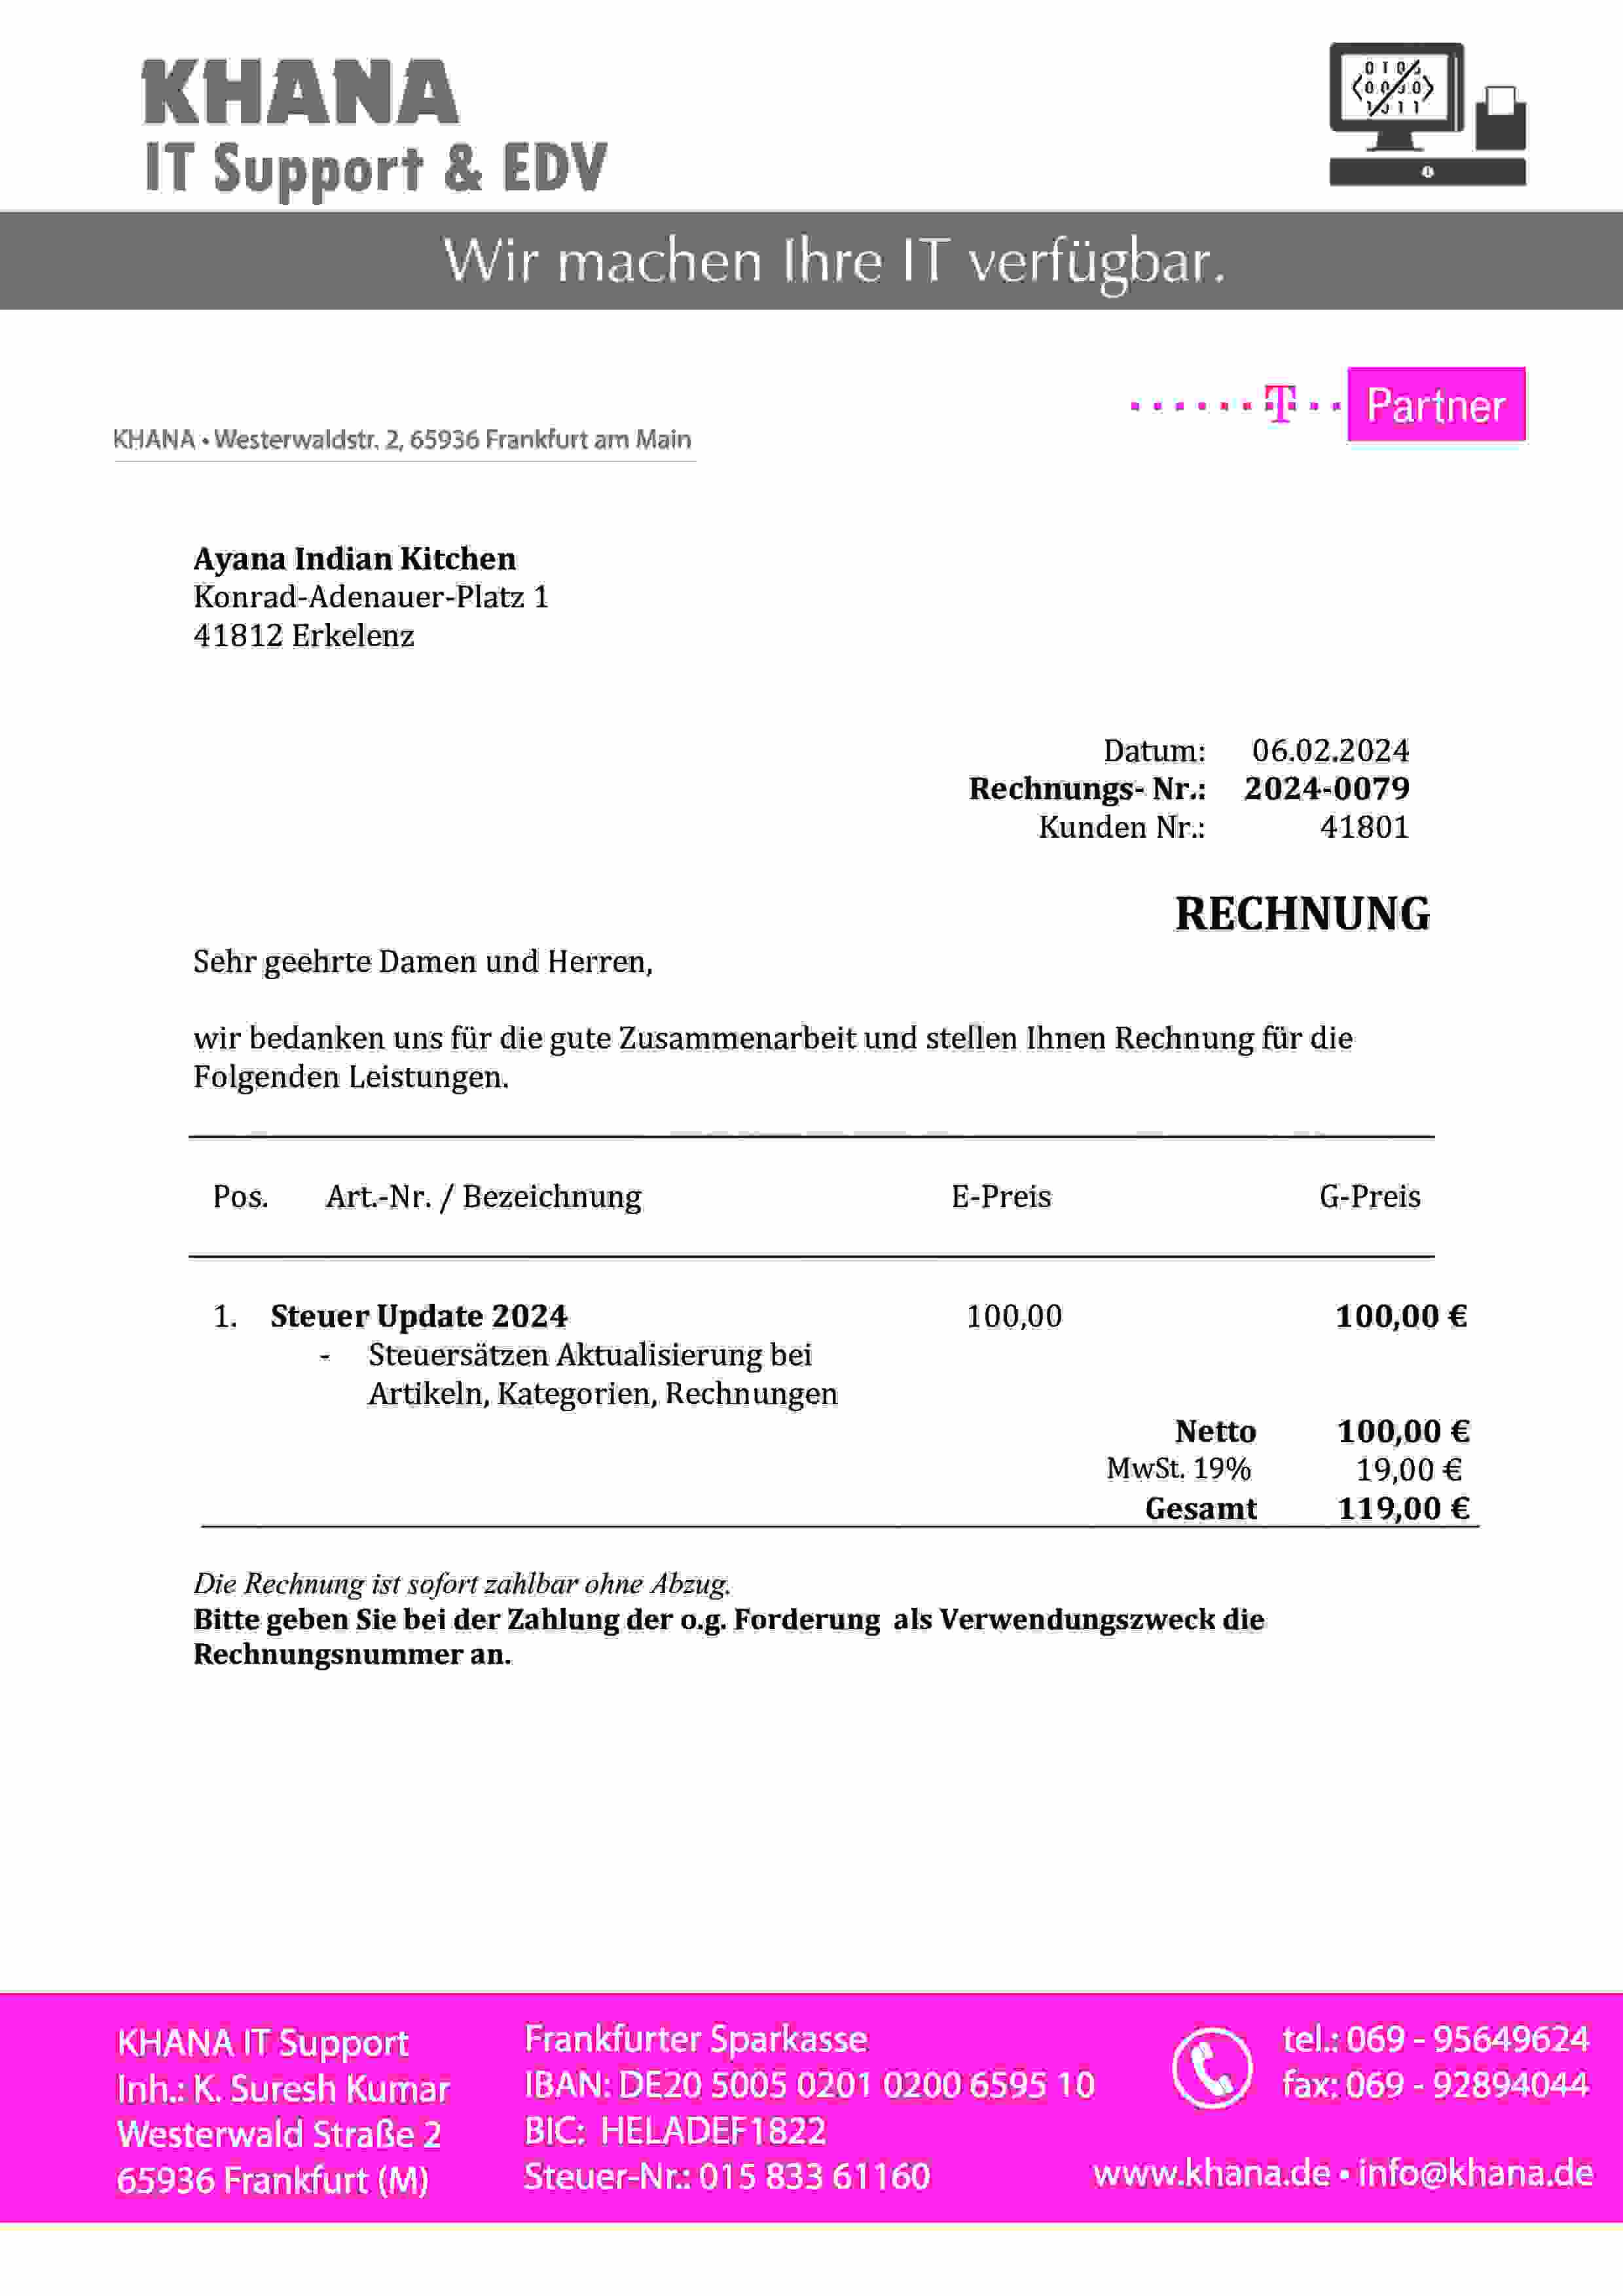 KHANA
IT Support & EDV
Wir machen Ihre IT verfügbar.
T Partner
KHANA • Westerwaldstr. 2, 65936 Frankfurt am Main
Ayana Indian Kitchen
Konrad-Adenauer-Platz 1
41812 Erkelenz
Datum: 06.02.2024
Rechnungs- Nr.: 2024-0079
Kunden Nr.: 41801
RECHNUNG
Sehr geehrte Damen und Herren,
wir bedanken uns für die gute Zusammenarbeit und stellen Ihnen Rechnung für die
Folgenden Leistungen.
Pos. Art.-Nr. / Bezeichnung E-Preis G-Preis
1. Steuer Update 2024 100,00 100,00 €
- Steuersätzen Aktualisierung bei
Artikeln, Kategorien, Rechnungen
Netto 100,00 €
MwSt. 19% 19,00 €
Gesamt 119,00 €
Die Rechnung ist sofort zahlbar ohne Abzug.
Bitte geben Sie bei der Zahlung der o.g. Forderung als Verwendungszweck die
Rechnungsnummer an.
KHANA IT Support
Inh.: K. Suresh Kumar
Westerwald Straße 2
65936 Frankfurt (M)
Frankfurter Sparkasse
IBAN: DE20 5005 0201 0200 6595 10
BIC: HELADEF1822
Steuer-Nr.: 015 833 61160
tel.: 069 - 95649624
fax: 069 - 92894044
www.khana.de • info@khana.de